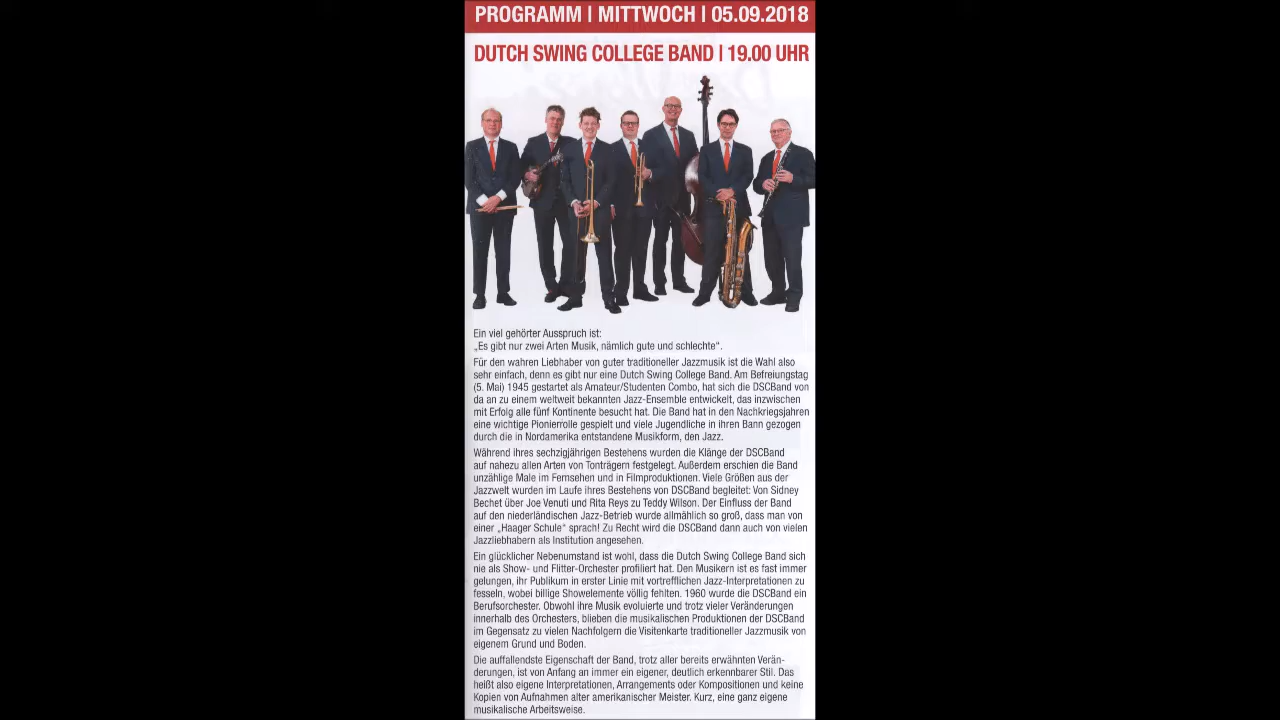 PROGRAMM | MITTWOCH | 05.09.2018
DUTCH SWING COLLEGE BAND | 19.00 UHR
Ein viel gehörter Ausspruch ist:
„Es gibt nur zwei Arten Musik, nämlich gute und schlechte“.
Für den wahren Liebhaber von guter traditioneller Jazzmusik ist die Wahl also
sehr einfach, denn es gibt nur eine Dutch Swing College Band. Am Befreiungstag
(5. Mai) 1945 gestartet als Amateur/Studenten Combo, hat sich die DSCBand von
da an zu einem weltweit bekannten Jazz-Ensemble entwickelt, das inzwischen
mit Erfolg alle fünf Kontinente besucht hat. Die Band hat in den Nachkriegsjahren
eine wichtige Pionierrolle gespielt und viele Jugendliche in ihren Bann gezogen
durch die in Nordamerika entstandene Musikform, den Jazz.
Während ihres sechzigjährigen Bestehens wurden die Klänge der DSCBand
auf nahezu allen Arten von Tonträgern festgelegt. Außerdem erschien die Band
unzählige Male im Fernsehen und in Filmproduktionen. Viele Größen aus der
Jazzwelt wurden im Laufe ihres Bestehens von DSCBand begleitet: Von Sidney
Bechet über Joe Venuti und Rita Reys zu Teddy Wilson. Der Einfluss der Band
auf den niederländischen Jazz-Betrieb wurde allmählich so groß, dass man von
einer „Haager Schule“ sprach! Zu Recht wird die DSCBand dann auch von vielen
Jazzliebhabern als Institution angesehen.
Ein glücklicher Nebenumstand ist wohl, dass die Dutch Swing College Band sich
nie als Show- und Flitter-Orchester profiliert hat. Den Musikern ist es fast immer
gelungen, ihr Publikum in erster Linie mit vortrefflichen Jazz-Interpretationen zu
fesseln, wobei billige Showelemente völlig fehlten. 1960 wurde die DSCBand ein
Berufsorchester. Obwohl ihre Musik evoluierte und trotz vieler Veränderungen
innerhalb des Orchesters, blieben die musikalischen Produktionen der DSCBand
im Gegensatz zu vielen Nachfolgern die Visitenkarte traditioneller Jazzmusik von
eigenem Grund und Boden.
Die auffallendste Eigenschaft der Band, trotz aller bereits erwähnten Verän-
derungen, ist von Anfang an immer ein eigener, deutlich erkennbarer Stil. Das
heißt also eigene Interpretationen, Arrangements oder Kompositionen und keine
Kopien von Aufnahmen alter amerikanischer Meister. Kurz, eine ganz eigene
musikalische Arbeitsweise.